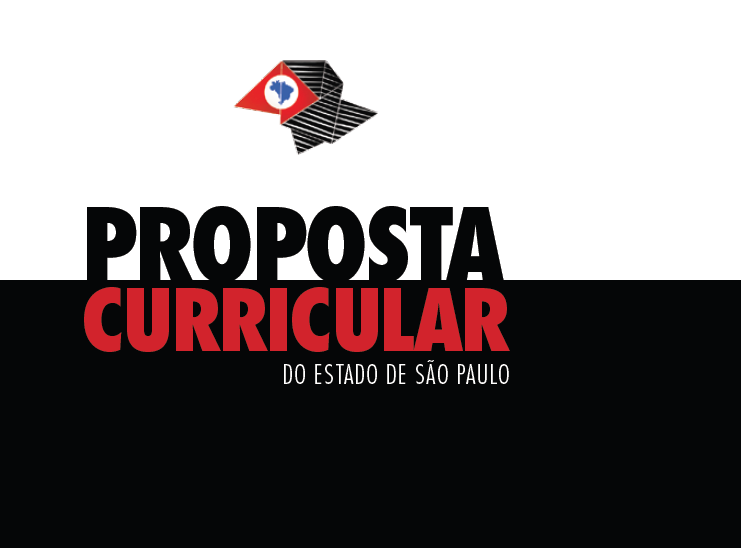 PROPOSTA
CURRICULAR
DO ESTADO DE SÃO PAULO